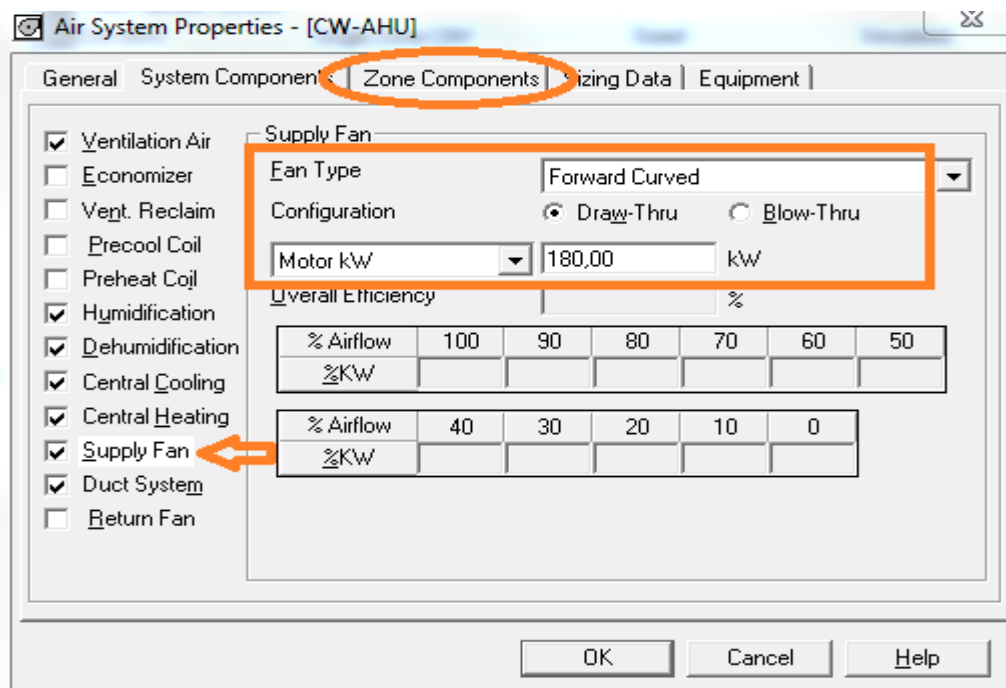 Air System Properties - [CW-AHU]
General System Components Zone Components Sizing Data Equipment
Ventilation Air
Economizer
Vent. Reclaim
Precool Coil
Preheat Coil
Humidification
Dehumidification
Central Cooling
Central Heating
Supply Fan
Duct System
Return Fan
Supply Fan
Fan Type Forward Curved
Configuration Draw-Thru Blow-Thru
Motor kW 180,00 kW
Overall Efficiency %
% Airflow 100 90 80 70 60 50
%KW
% Airflow 40 30 20 10 0
%KW
OK Cancel Help